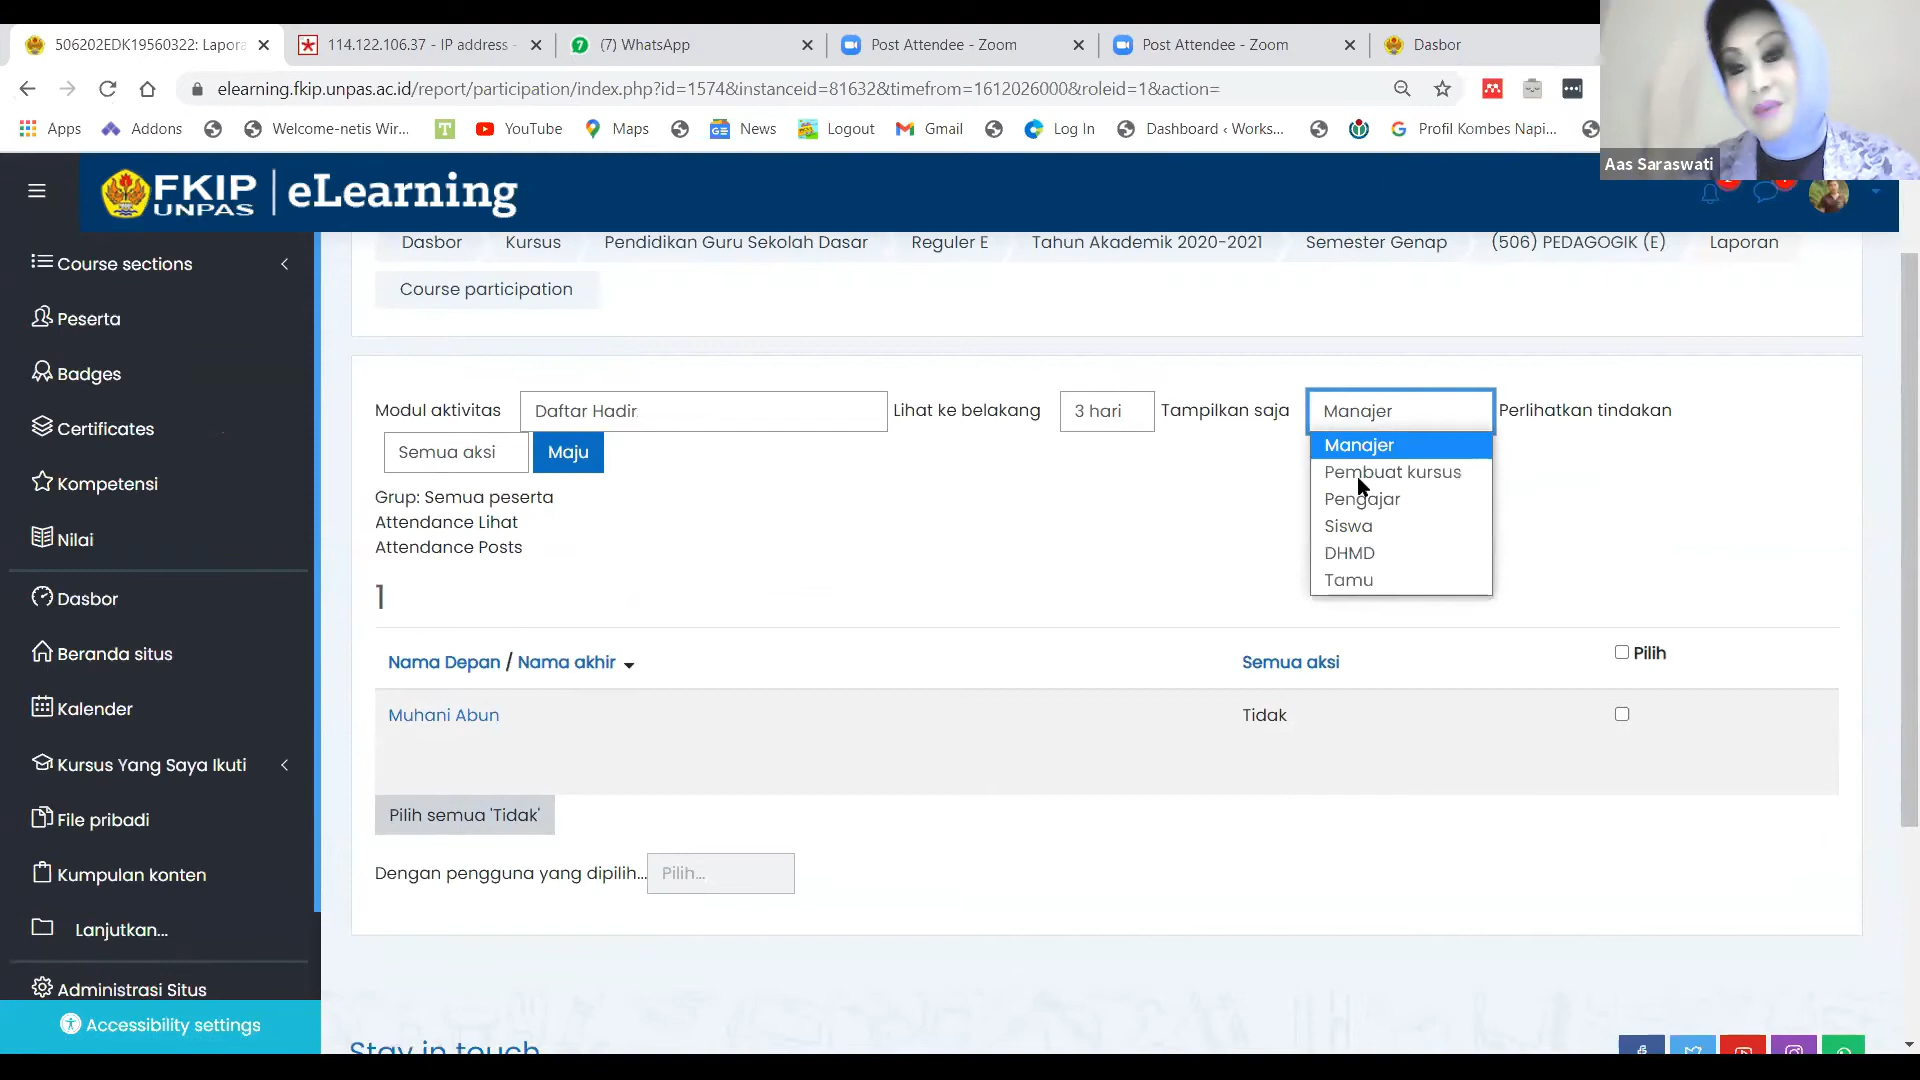 506202EDK19560322: Lapora
114.122.106.37 - IP address
(7) WhatsApp
Post Attendee - Zoom
Post Attendee - Zoom
Dasbor
elearning.fkip.unpas.ac.id/report/participation/index.php?id=1574&instanceid=81632&timefrom=1612026000&roleid=1&action=
Apps
Addons
Welcome-netis Wir...
YouTube
Maps
News
Logout
Gmail
Log In
Dashboard ‹ Works...
Profil Kombes Napi...
Aas Saraswati
FKIP UNPAS | eLearning
Course sections
Peserta
Badges
Certificates
Kompetensi
Nilai
Dasbor
Beranda situs
Kalender
Kursus Yang Saya Ikuti
File pribadi
Kumpulan konten
Lanjutkan...
Administrasi Situs
Accessibility settings
Dasbor Kursus Pendidikan Guru Sekolah Dasar Reguler E Tahun Akademik 2020-2021 Semester Genap (506) PEDAGOGIK (E) Laporan
Course participation
Modul aktivitas Daftar Hadir Lihat ke belakang 3 hari Tampilkan saja Manajer Perlihatkan tindakan
Semua aksi Maju
Manajer
Pembuat kursus
Pengajar
Siswa
DHMD
Tamu
Grup: Semua peserta
Attendance Lihat
Attendance Posts
1
Nama Depan / Nama akhir Semua aksi Pilih
Muhani Abun Tidak
Pilih semua 'Tidak'
Dengan pengguna yang dipilih... Pilih...
Stay in touch